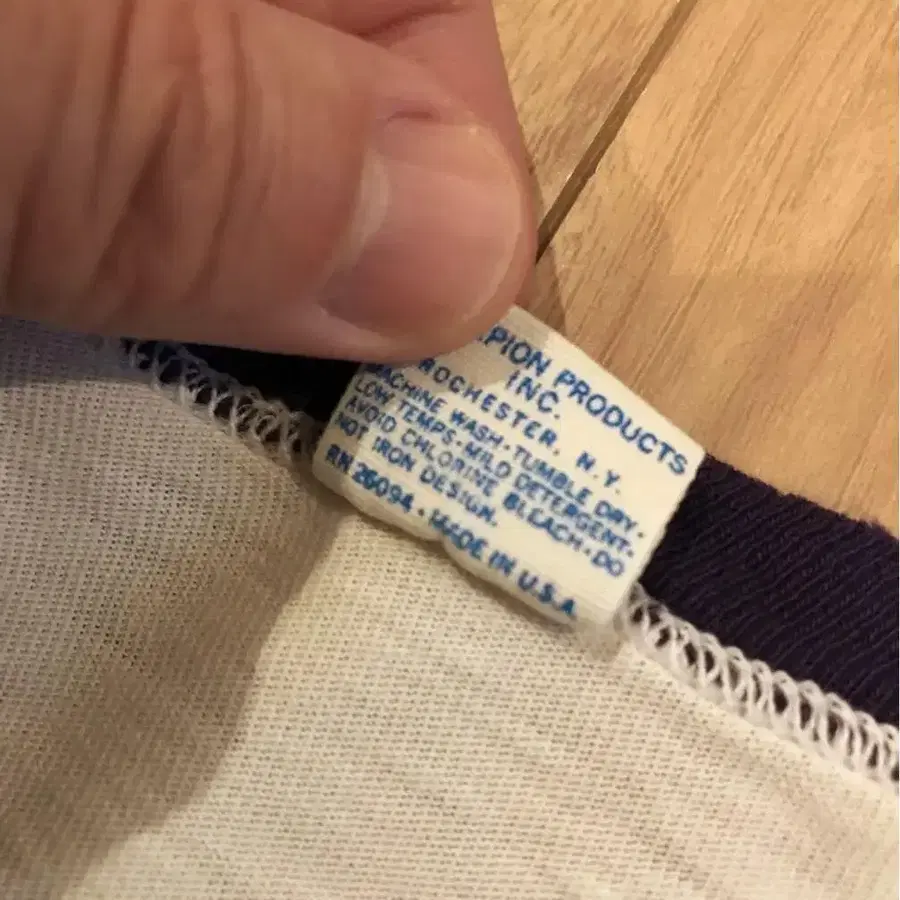 PION PRODUCTS
INC.
ROCHESTER, N.Y.
MACHINE WASH·TUMBLE DRY·
LOW TEMPS·MILD DETERGENT·
AVOID CHLORINE BLEACH·DO
NOT IRON DESIGN.
RN 26094 · MADE IN U.S.A.